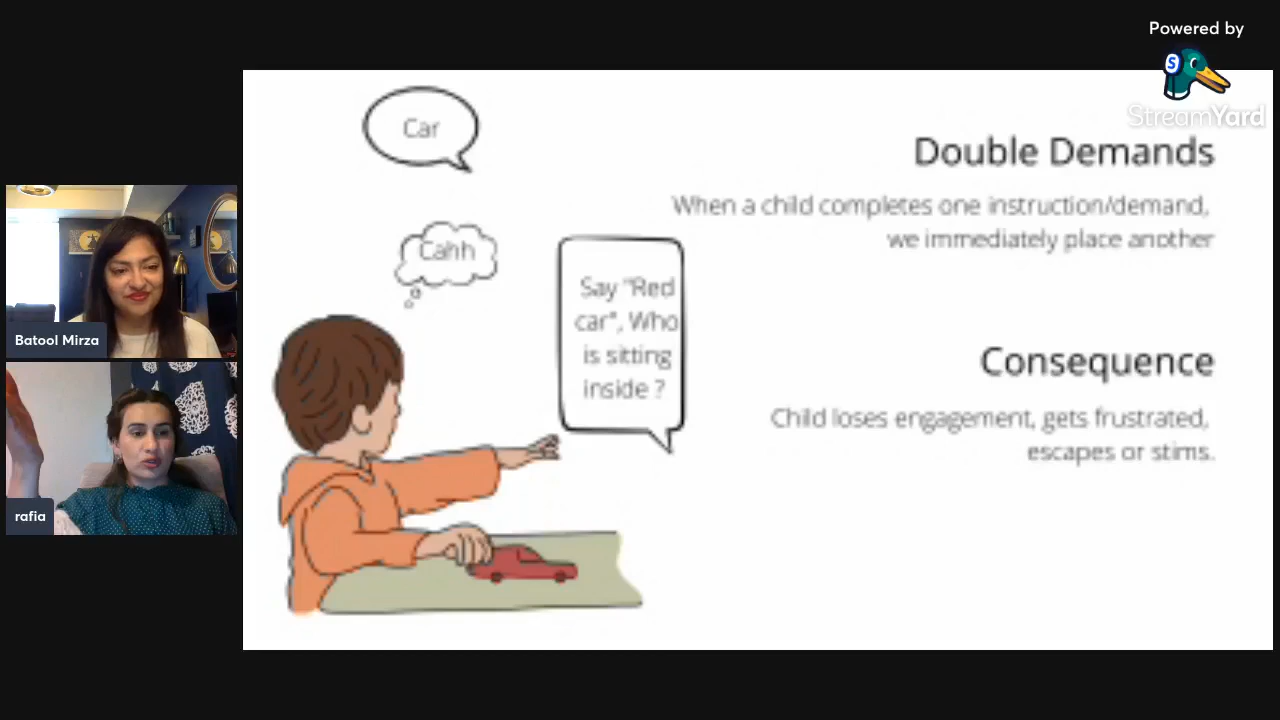 Powered by
S
StreamYard
Car
Double Demands
When a child completes one instruction/demand,
we immediately place another
Cahh
Say "Red
car", Who
is sitting
inside ?
Consequence
Child loses engagement, gets frustrated,
escapes or stims.
Batool Mirza
rafia